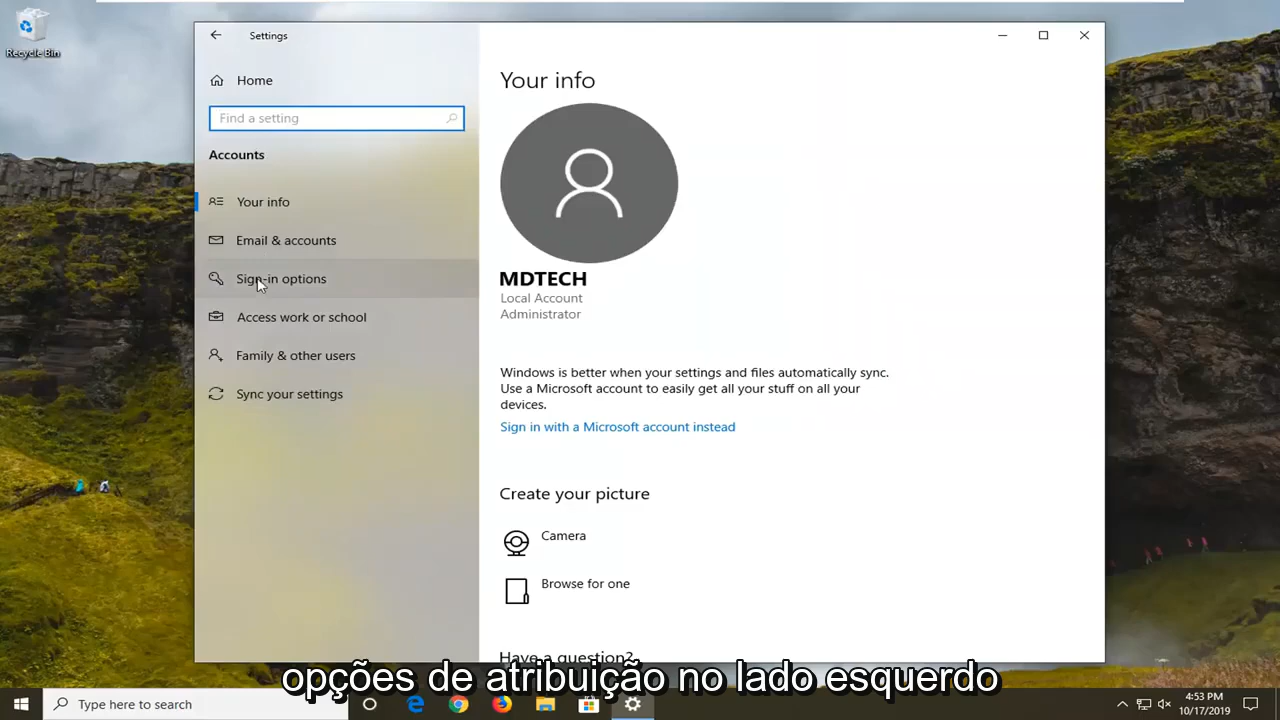 Recycle Bin
Settings
Home
Find a setting
Accounts
Your info
Email & accounts
Sign-in options
Access work or school
Family & other users
Sync your settings
Your info
MDTECH
Local Account
Administrator
Windows is better when your settings and files automatically sync.
Use a Microsoft account to easily get all your stuff on all your
devices.
Sign in with a Microsoft account instead
Create your picture
Camera
Browse for one
Have a question?
opções de atribuição no lado esquerdo
Type here to search
4:53 PM
10/17/2019